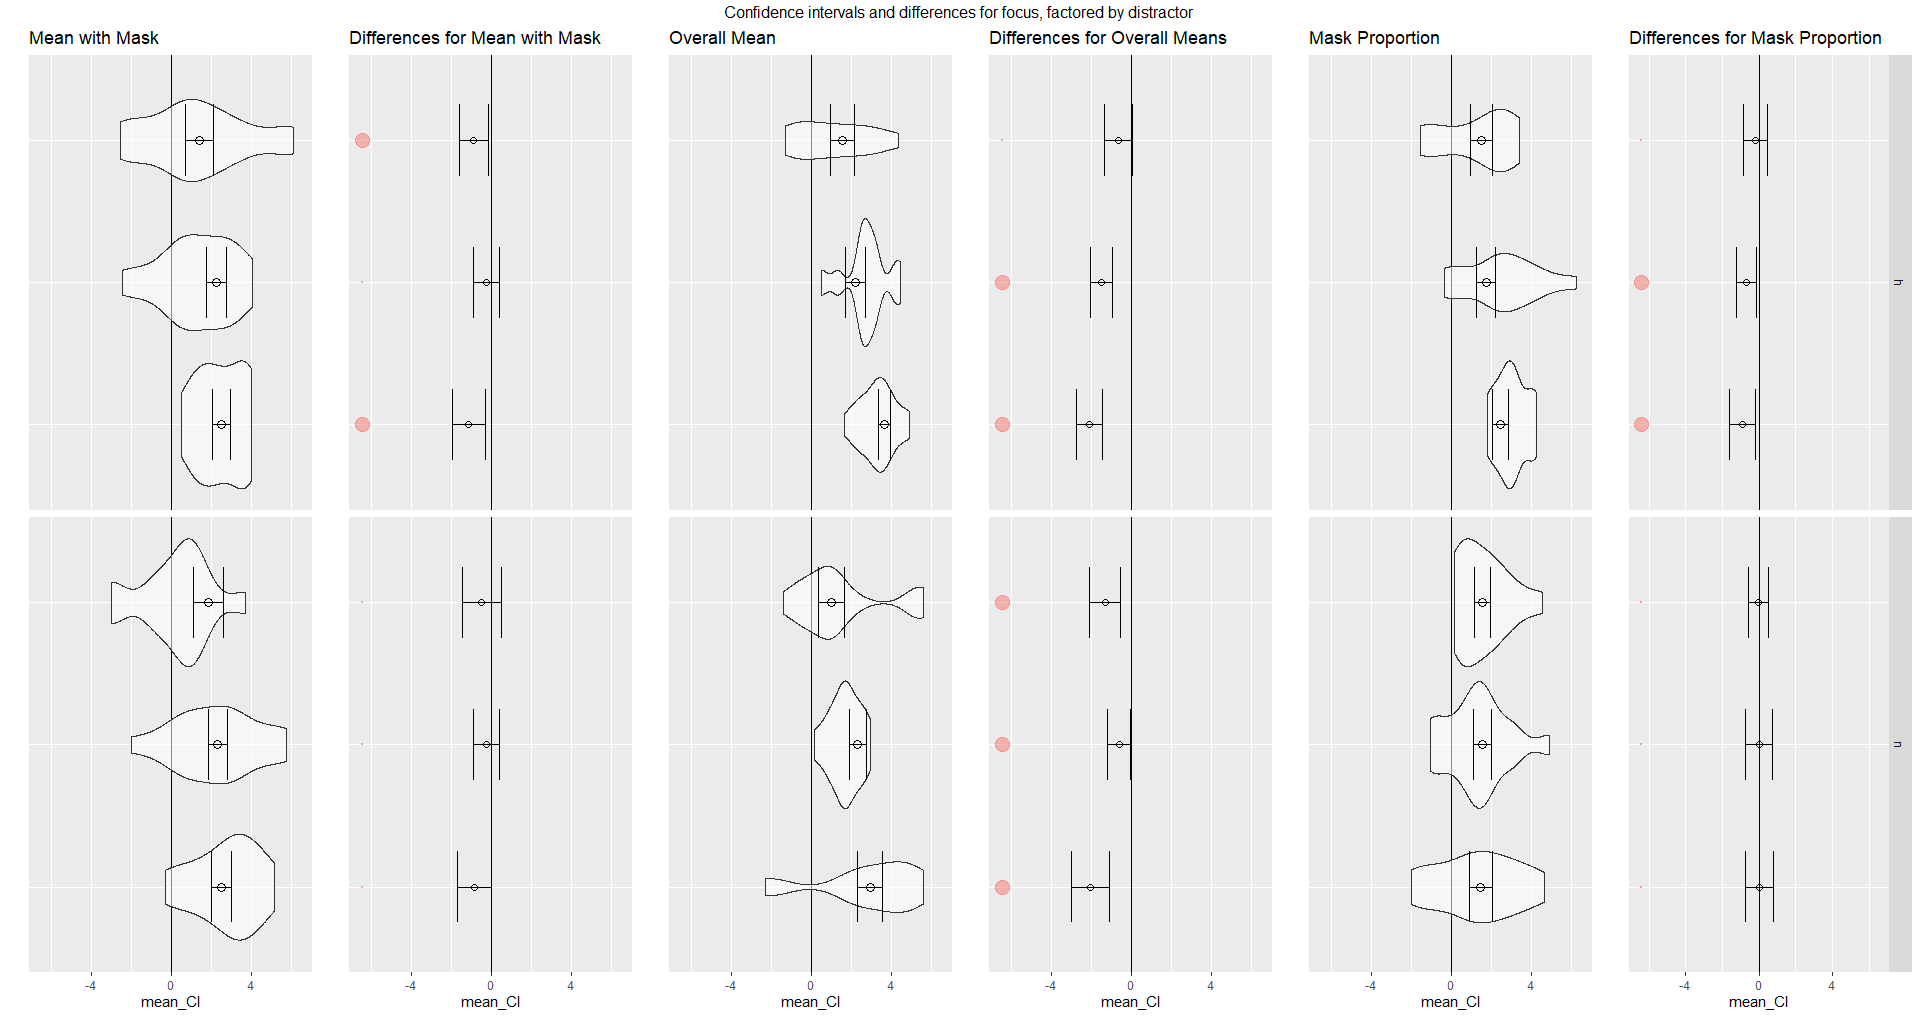 Confidence intervals and differences for focus, factored by distractor
Mean with Mask
Differences for Mean with Mask
Overall Mean
Differences for Overall Means
Mask Proportion
Differences for Mask Proportion
h
n
-4 0 4
-4 0 4
-4 0 4
-4 0 4
-4 0 4
-4 0 4
mean_CI
mean_CI
mean_CI
mean_CI
mean_CI
mean_CI